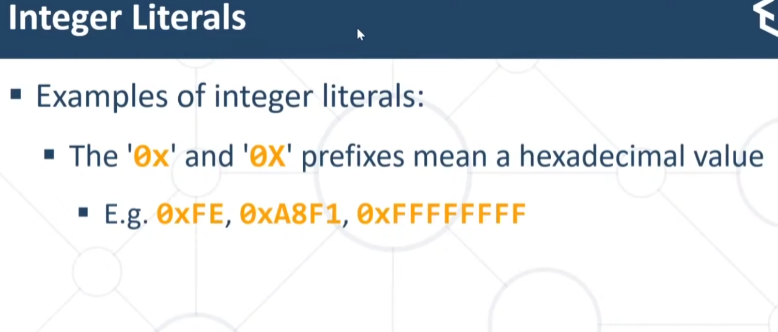 Integer Literals
▪ Examples of integer literals:
▪ The '0x' and '0X' prefixes mean a hexadecimal value
▪ E.g. 0xFE, 0xA8F1, 0xFFFFFFFF